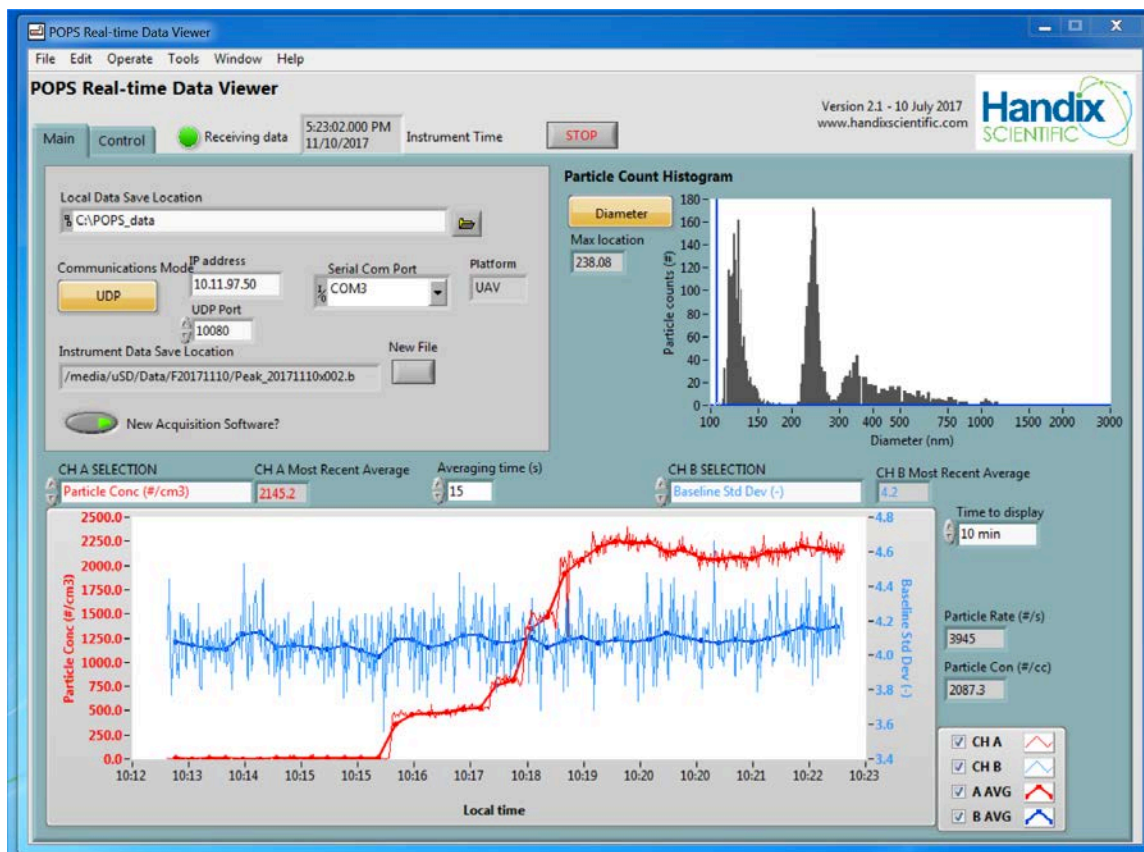 POPS Real-time Data Viewer
File Edit Operate Tools Window Help
POPS Real-time Data Viewer
Version 2.1 - 10 July 2017
www.handixscientific.com
Handix
SCIENTIFIC
Main
Control
Receiving data
5:23:02.000 PM
11/10/2017
Instrument Time
STOP
Local Data Save Location
C:\POPS_data
Communications Mode
UDP
IP address
10.11.97.50
UDP Port
10080
Serial Com Port
COM3
Platform
UAV
Instrument Data Save Location
/media/uSD/Data/F20171110/Peak_20171110x002.b
New File
New Acquisition Software?
Particle Count Histogram
Diameter
Max location
238.08
Particle counts (#)
180
160
140
120
100
80
60
40
20
0
100 150 200 300 400 500 750 1000 1500 2000 3000
Diameter (nm)
CH A SELECTION
Particle Conc (#/cm3)
CH A Most Recent Average
2145.2
Averaging time (s)
15
CH B SELECTION
Baseline Std Dev (-)
CH B Most Recent Average
4.2
Time to display
10 min
Particle Conc (#/cm3)
2500.0
2250.0
2000.0
1750.0
1500.0
1250.0
1000.0
750.0
500.0
250.0
0.0
10:12 10:13 10:14 10:15 10:15 10:16 10:17 10:18 10:19 10:20 10:20 10:21 10:22 10:23
Local time
4.8
4.6
4.4
4.2
4.0
3.8
3.6
3.4
Baseline Std Dev (-)
Particle Rate (#/s)
3945
Particle Con (#/cc)
2087.3
CH A
CH B
A AVG
B AVG